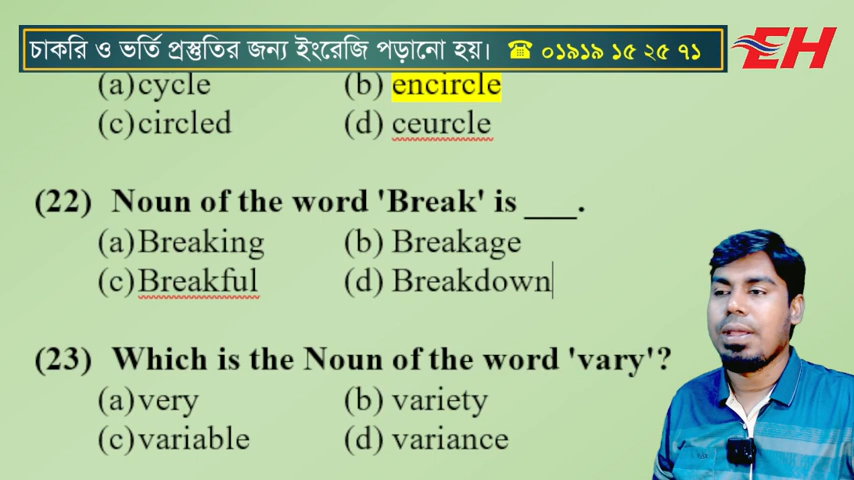 চাকরি ও ভর্তি প্রস্তুতির জন্য ইংরেজি পড়ানো হয়। ☎ ০১৯১৯ ১৫ ২৫ ৭১
EH
(a) cycle (b) encircle
(c) circled (d) ceurcle
(22) Noun of the word 'Break' is ___.
(a) Breaking (b) Breakage
(c) Breakful (d) Breakdown
(23) Which is the Noun of the word 'vary'?
(a) very (b) variety
(c) variable (d) variance